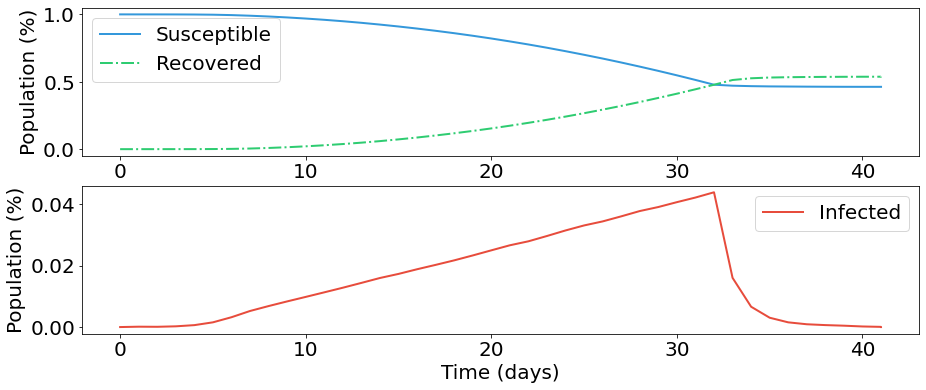 Population (%)
1.0
0.5
0.0
Susceptible
Recovered
0 10 20 30 40
Population (%)
0.04
0.02
0.00
Infected
0 10 20 30 40
Time (days)